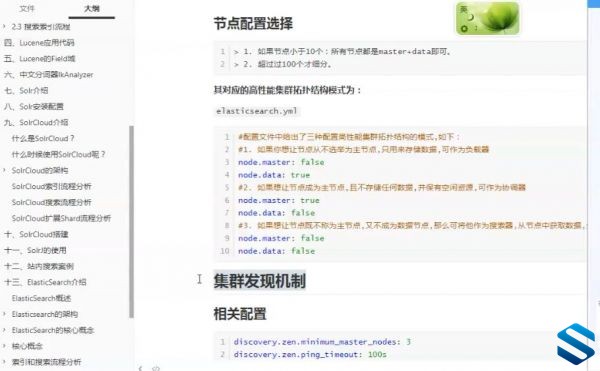 文件
大纲
2.3 搜索索引流程
四、Lucene应用代码
五、Lucene的Field域
六、中文分词器IkAnalyzer
七、Solr介绍
八、Solr安装配置
九、SolrCloud介绍
什么是SolrCloud？
什么时候使用SolrCloud呢？
SolrCloud的架构
SolrCloud索引流程分析
SolrCloud搜索流程分析
SolrCloud扩展Shard流程分析
十、SolrCloud搭建
十一、SolrJ的使用
十二、站内搜索案例
十三、ElasticSearch介绍
ElasticSearch概述
Elasticsearch的架构
ElasticSearch的核心概念
核心概念
索引和搜索流程分析
英
节点配置选择
1 > 1. 如果节点小于10个：所有节点都是master+data即可。
2 > 2. 超过过100个才细分。
其对应的高性能集群拓扑结构模式为：
elasticsearch.yml
1 #配置文件中给出了三种配置高性能集群拓扑结构的模式,如下：
2 #1. 如果你想让节点从不选举为主节点,只用来存储数据,可作为负载器
3 node.master: false
4 node.data: true
5 #2. 如果想让节点成为主节点,且不存储任何数据,并保有空闲资源,可作为协调器
6 node.master: true
7 node.data: false
8 #3. 如果想让节点既不称为主节点,又不成为数据节点,那么可将他作为搜索器,从节点中获取数据,
9 node.master: false
10 node.data: false
集群发现机制
相关配置
1 discovery.zen.minimum_master_nodes: 3
2 discovery.zen.ping_timeout: 100s